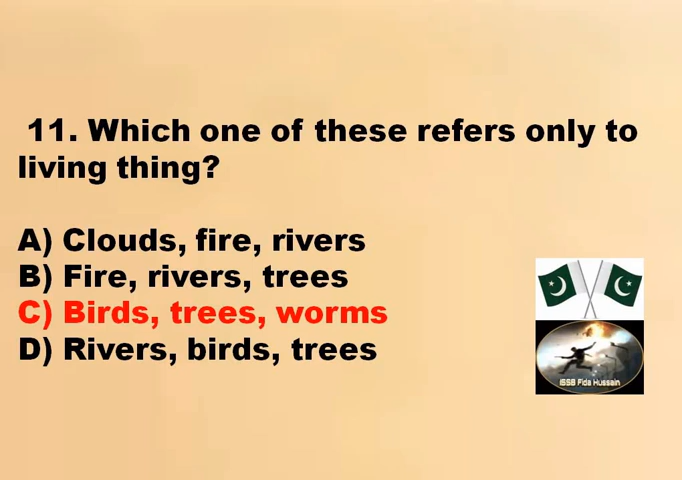 11. Which one of these refers only to
living thing?
A) Clouds, fire, rivers
B) Fire, rivers, trees
C) Birds, trees, worms
D) Rivers, birds, trees
ISSB Fida Hussain